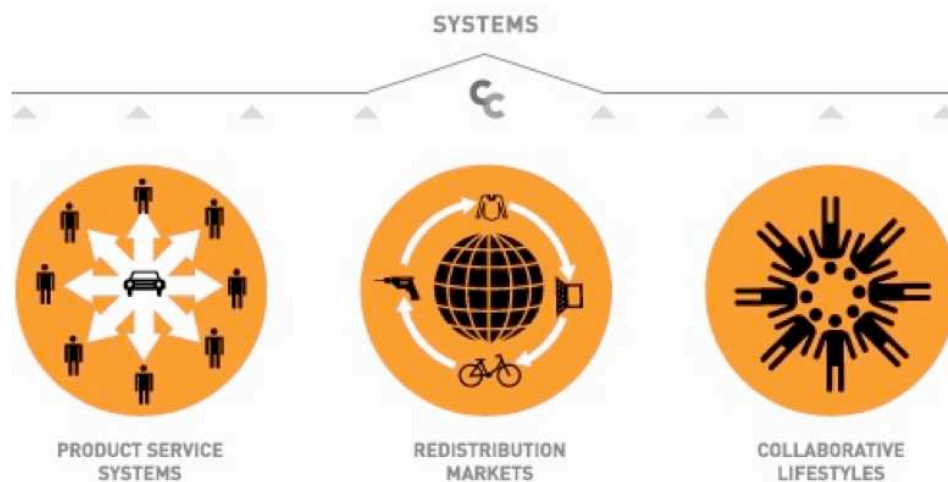 SYSTEMS
CC
PRODUCT SERVICE
SYSTEMS
REDISTRIBUTION
MARKETS
COLLABORATIVE
LIFESTYLES